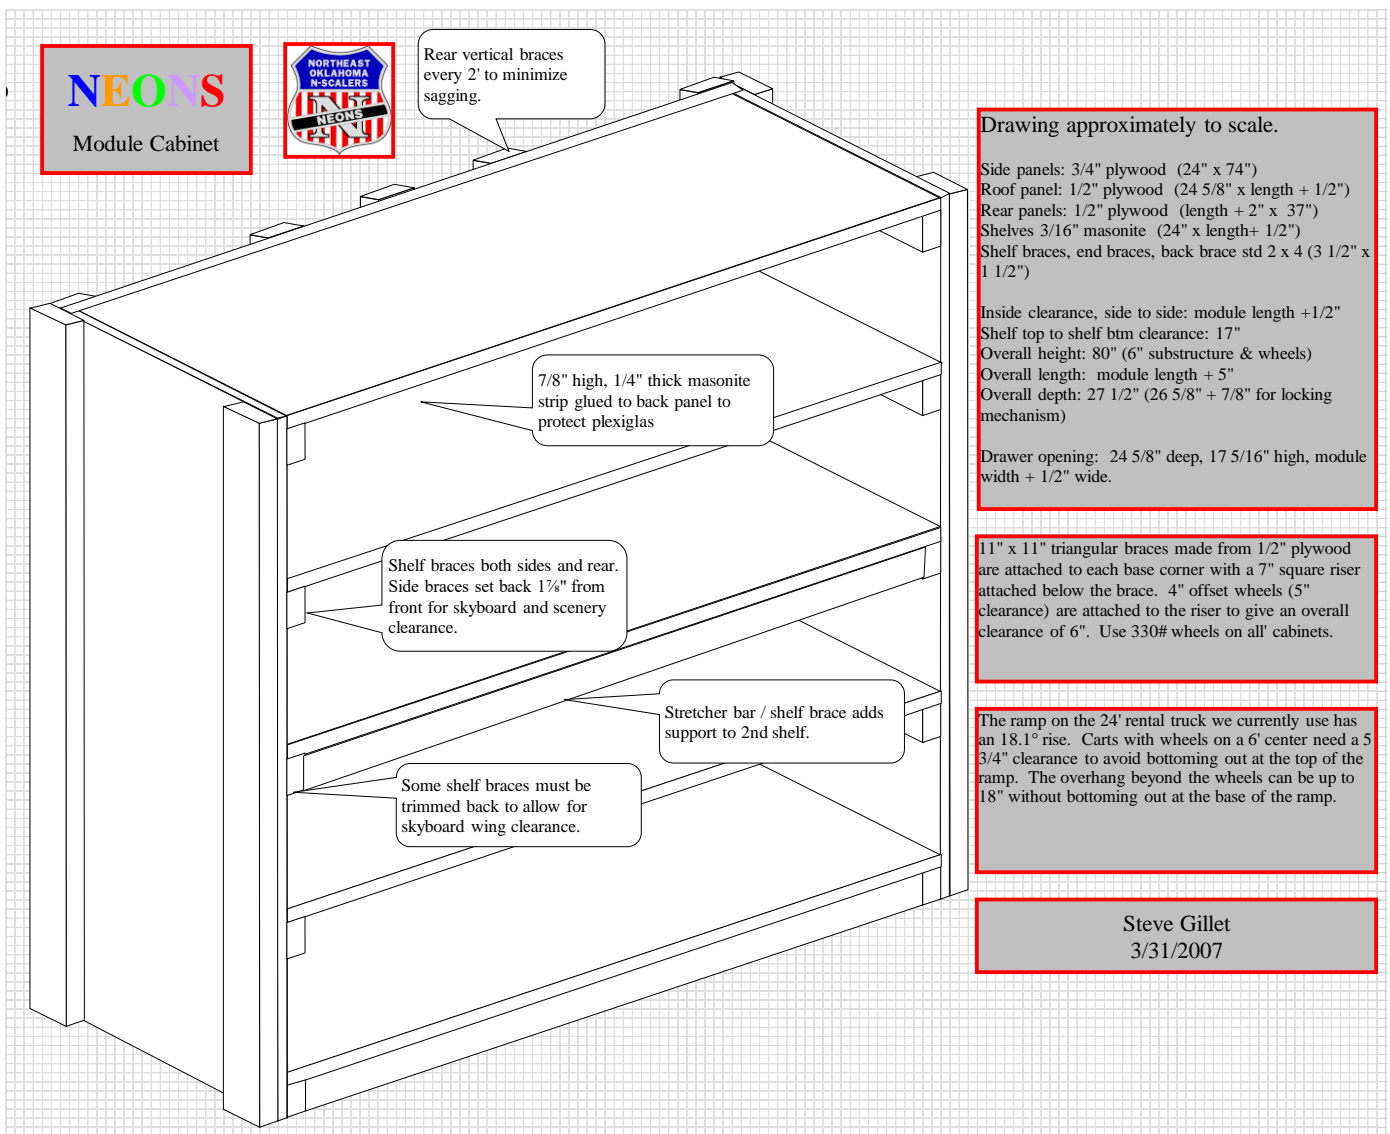 NEONS
Module Cabinet
NORTHEAST
OKLAHOMA
N-SCALERS
N
NEONS
Rear vertical braces
every 2' to minimize
sagging.
7/8" high, 1/4" thick masonite
strip glued to back panel to
protect plexiglas
Shelf braces both sides and rear.
Side braces set back 1⅞" from
front for skyboard and scenery
clearance.
Stretcher bar / shelf brace adds
support to 2nd shelf.
Some shelf braces must be
trimmed back to allow for
skyboard wing clearance.
Drawing approximately to scale.
Side panels: 3/4" plywood (24" x 74")
Roof panel: 1/2" plywood (24 5/8" x length + 1/2")
Rear panels: 1/2" plywood (length + 2" x 37")
Shelves 3/16" masonite (24" x length+ 1/2")
Shelf braces, end braces, back brace std 2 x 4 (3 1/2" x
1 1/2")
Inside clearance, side to side: module length +1/2"
Shelf top to shelf btm clearance: 17"
Overall height: 80" (6" substructure & wheels)
Overall length: module length + 5"
Overall depth: 27 1/2" (26 5/8" + 7/8" for locking
mechanism)
Drawer opening: 24 5/8" deep, 17 5/16" high, module
width + 1/2" wide.
11" x 11" triangular braces made from 1/2" plywood
are attached to each base corner with a 7" square riser
attached below the brace. 4" offset wheels (5"
clearance) are attached to the riser to give an overall
clearance of 6". Use 330# wheels on all' cabinets.
The ramp on the 24' rental truck we currently use has
an 18.1° rise. Carts with wheels on a 6' center need a 5
3/4" clearance to avoid bottoming out at the top of the
ramp. The overhang beyond the wheels can be up to
18" without bottoming out at the base of the ramp.
Steve Gillet
3/31/2007